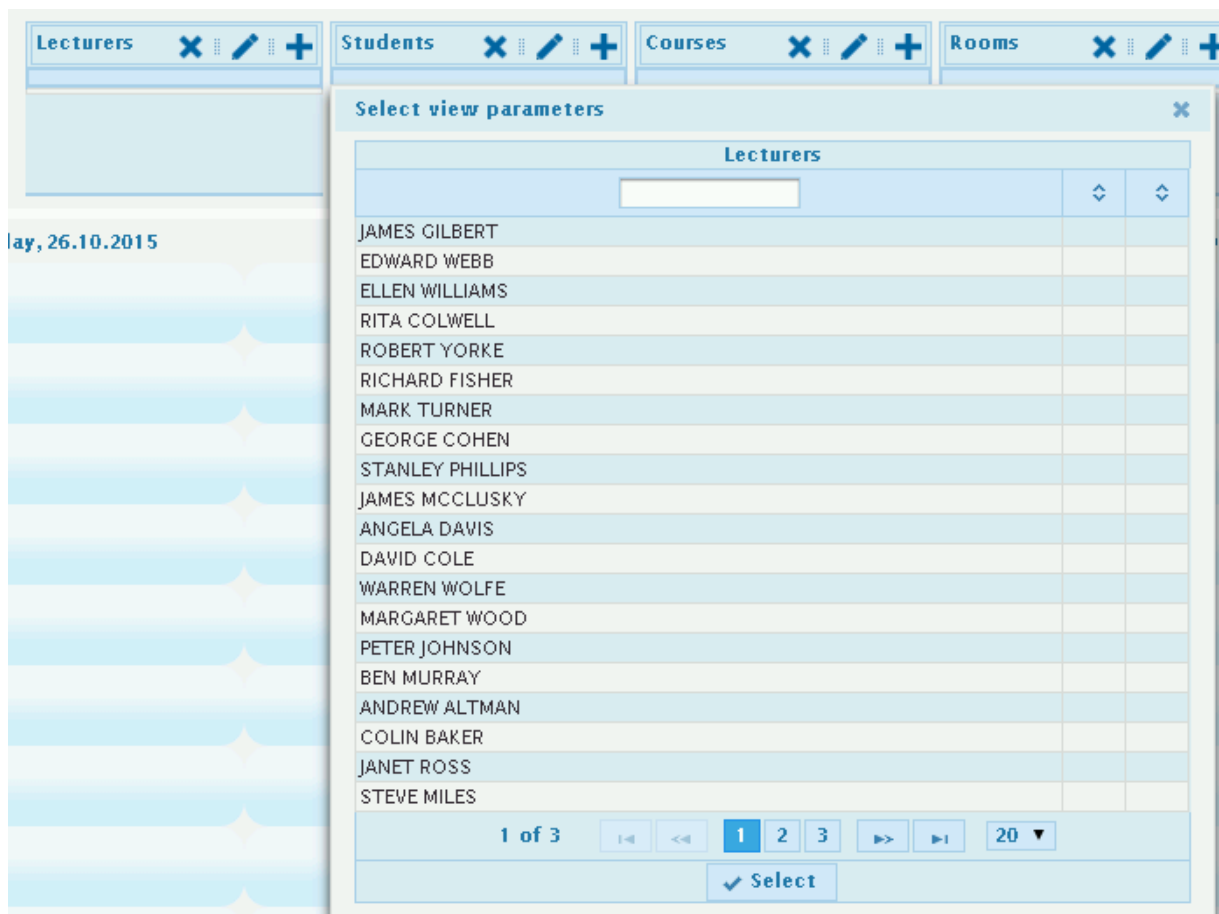 Lecturers Students Courses Rooms
Select view parameters
Lecturers
lay, 26.10.2015
JAMES GILBERT
EDWARD WEBB
ELLEN WILLIAMS
RITA COLWELL
ROBERT YORKE
RICHARD FISHER
MARK TURNER
GEORGE COHEN
STANLEY PHILLIPS
JAMES MCCLUSKY
ANGELA DAVIS
DAVID COLE
WARREN WOLFE
MARGARET WOOD
PETER JOHNSON
BEN MURRAY
ANDREW ALTMAN
COLIN BAKER
JANET ROSS
STEVE MILES
1 of 3 1 2 3 20
Select